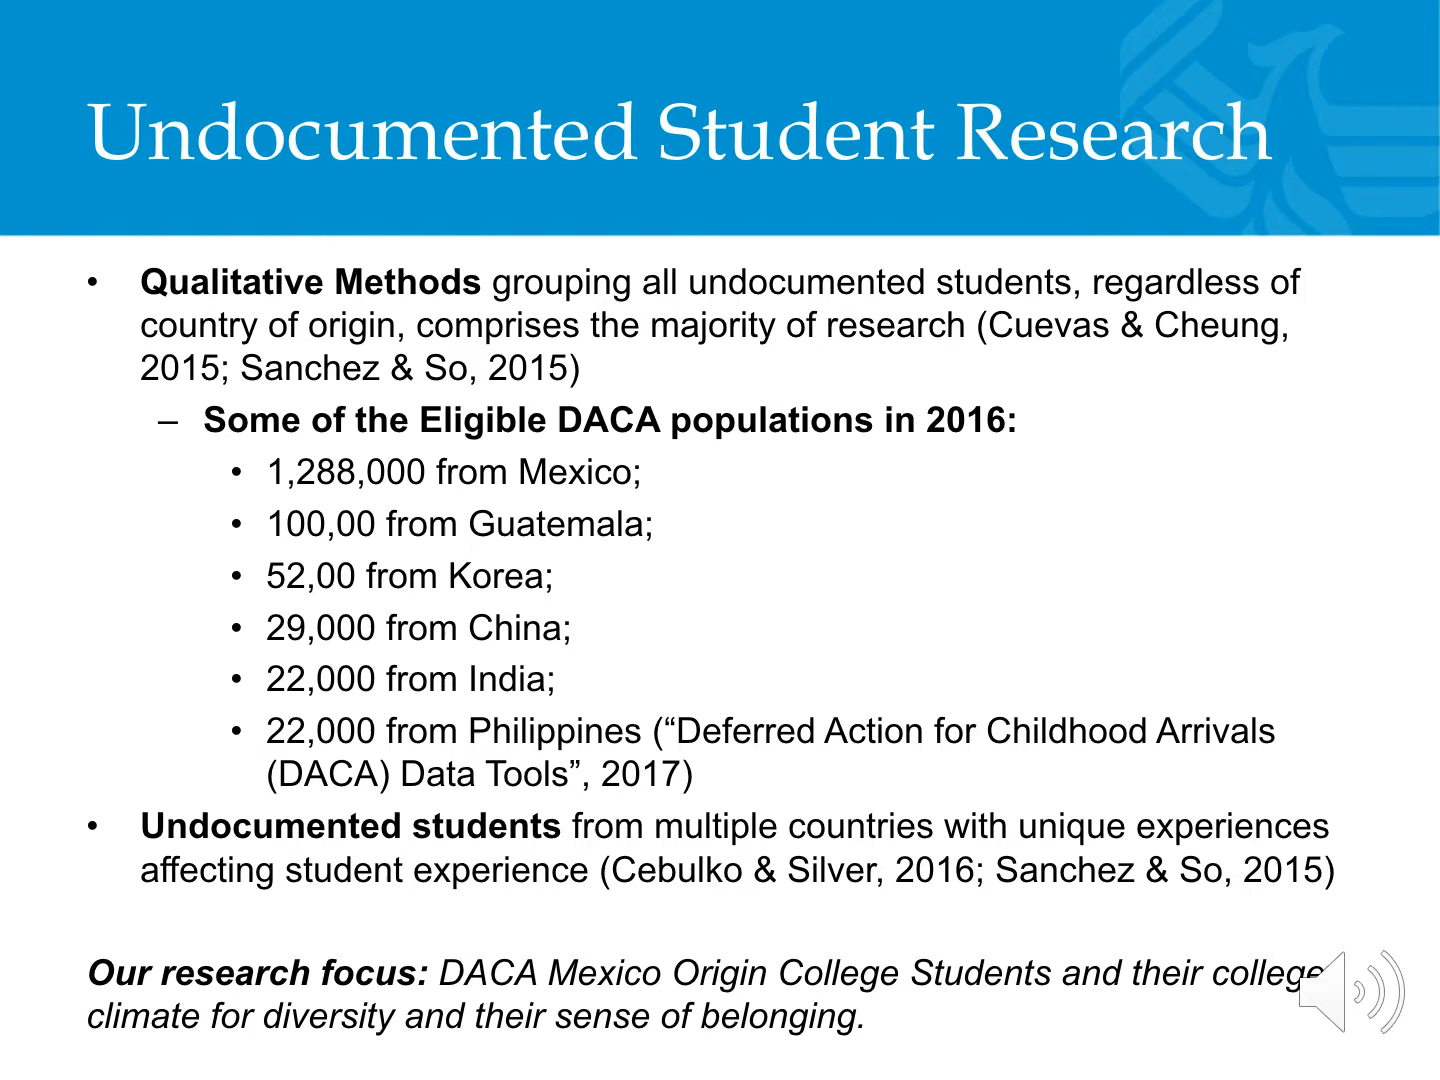 Undocumented Student Research
• Qualitative Methods grouping all undocumented students, regardless of
country of origin, comprises the majority of research (Cuevas & Cheung,
2015; Sanchez & So, 2015)
– Some of the Eligible DACA populations in 2016:
• 1,288,000 from Mexico;
• 100,00 from Guatemala;
• 52,00 from Korea;
• 29,000 from China;
• 22,000 from India;
• 22,000 from Philippines (“Deferred Action for Childhood Arrivals
(DACA) Data Tools”, 2017)
• Undocumented students from multiple countries with unique experiences
affecting student experience (Cebulko & Silver, 2016; Sanchez & So, 2015)
Our research focus: DACA Mexico Origin College Students and their college
climate for diversity and their sense of belonging.